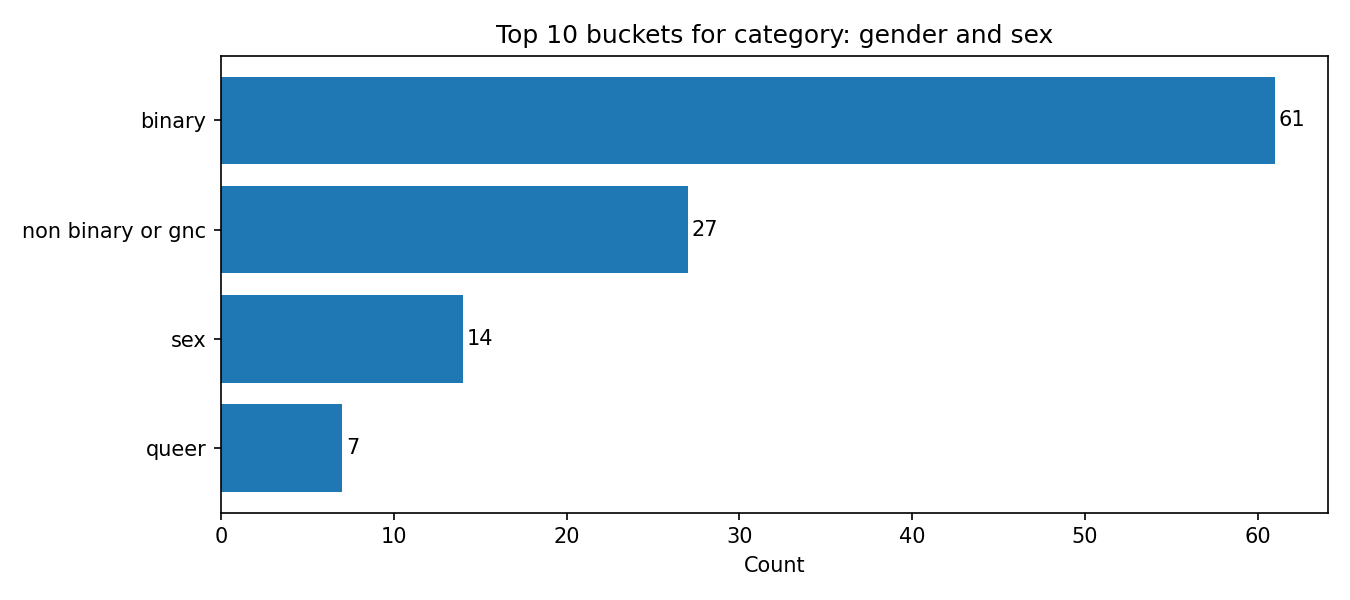 Top 10 buckets for category: gender and sex
binary
61
non binary or gnc
27
sex
14
queer
7
0 10 20 30 40 50 60
Count